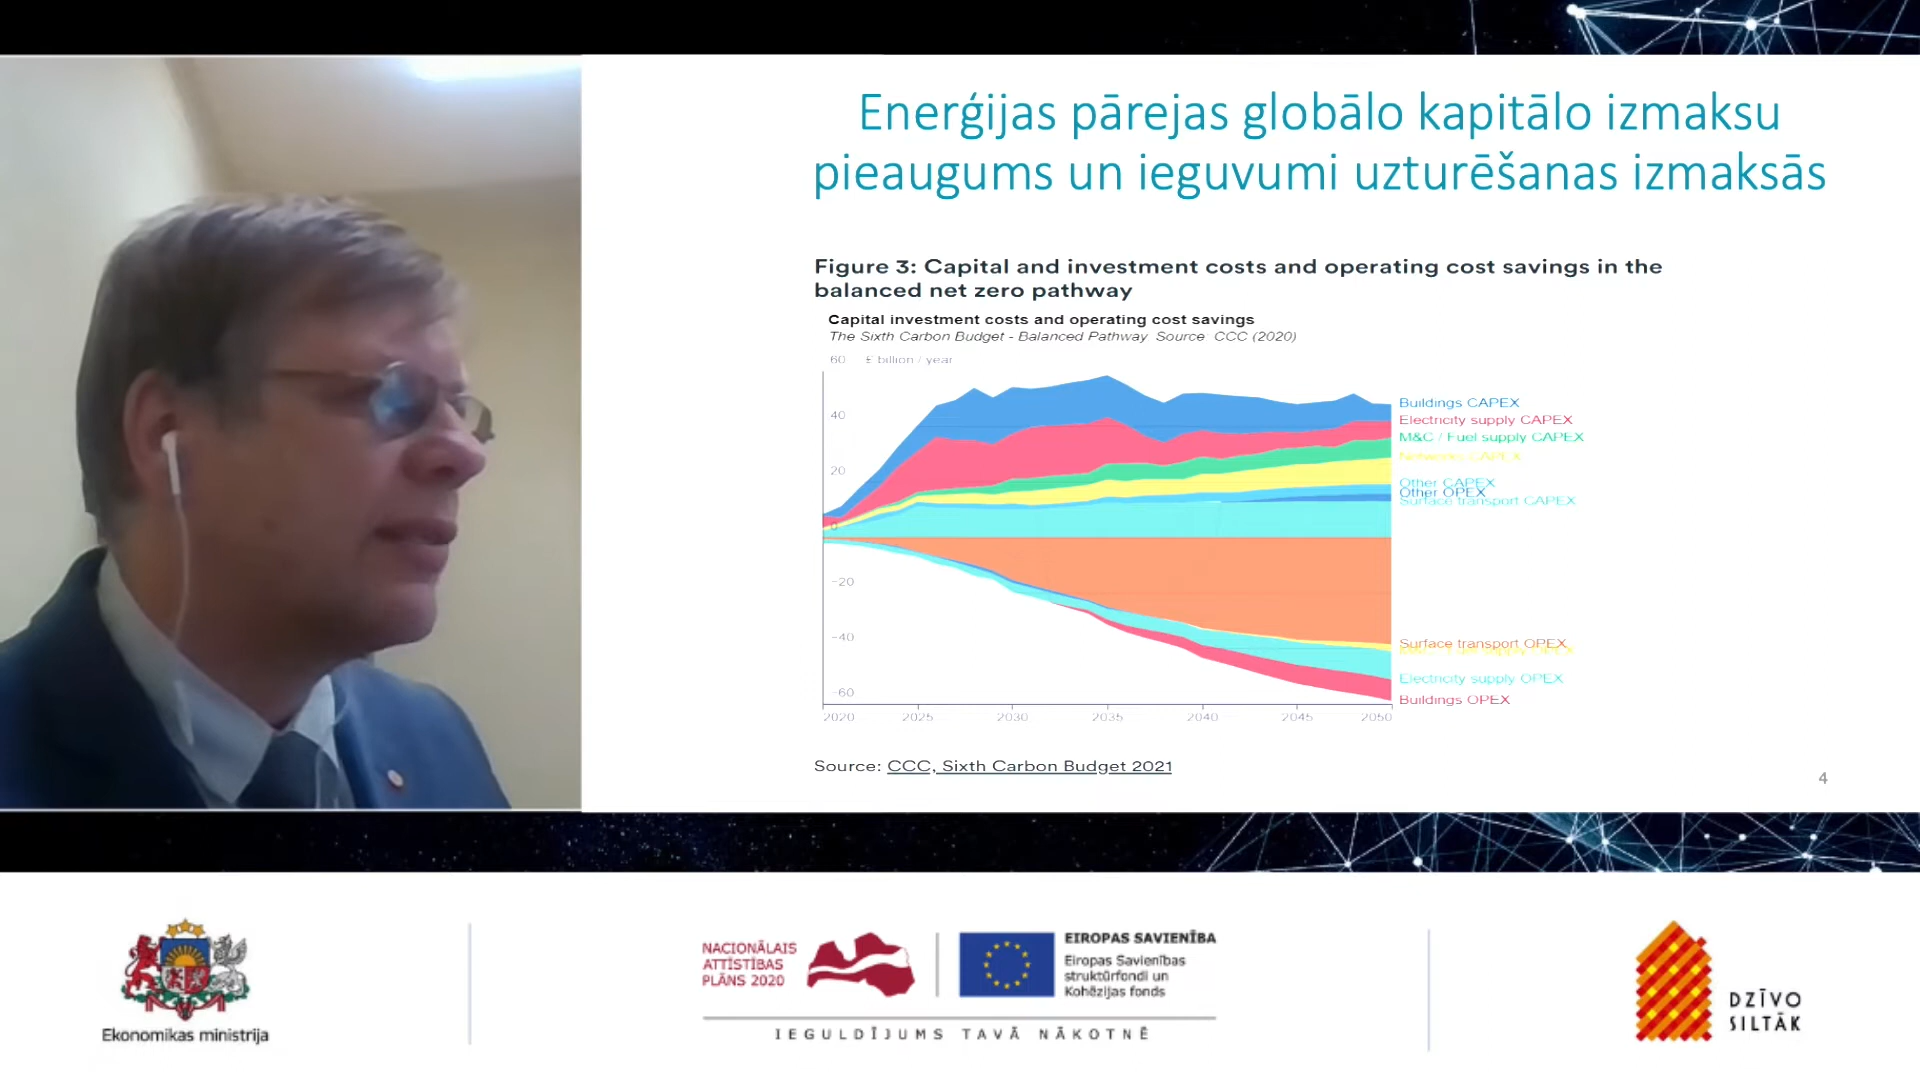 Enerģijas pārejas globālo kapitālo izmaksu
pieaugums un ieguvumi uzturēšanas izmaksās
Figure 3: Capital and investment costs and operating cost savings in the
balanced net zero pathway
Capital investment costs and operating cost savings
The Sixth Carbon Budget - Balanced Pathway Source CCC (2020)
60 £ billion / year
40
20
0
-20
-40
-60
2020 2025 2030 2035 2040 2045 2050
Buildings CAPEX
Electricity supply CAPEX
M&C / Fuel supply CAPEX
Networks CAPEX
Other CAPEX
Other OPEX
Surface transport CAPEX
Surface transport OPEX
M&C / Fuel supply OPEX
Electricity supply OPEX
Buildings OPEX
Source: CCC, Sixth Carbon Budget 2021
4
Ekonomikas ministrija
NACIONĀLAIS
ATTĪSTĪBAS
PLĀNS 2020
EIROPAS SAVIENĪBA
Eiropas Savienības
struktūrfondi un
Kohēzijas fonds
IEGULDĪJUMS TAVĀ NĀKOTNĒ
DZĪVO
SILTĀK